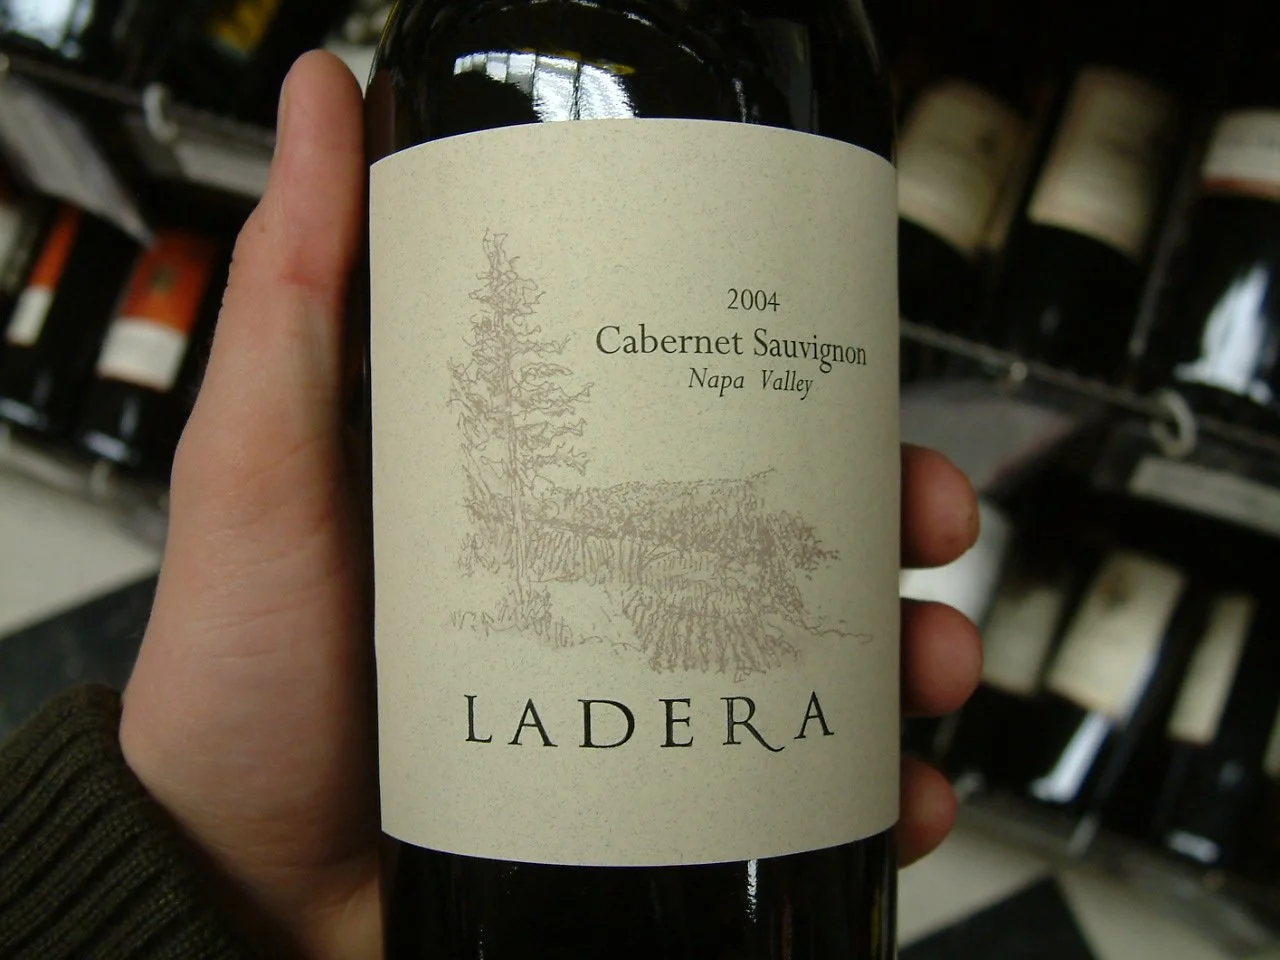 2004
Cabernet Sauvignon
Napa Valley
LADERA